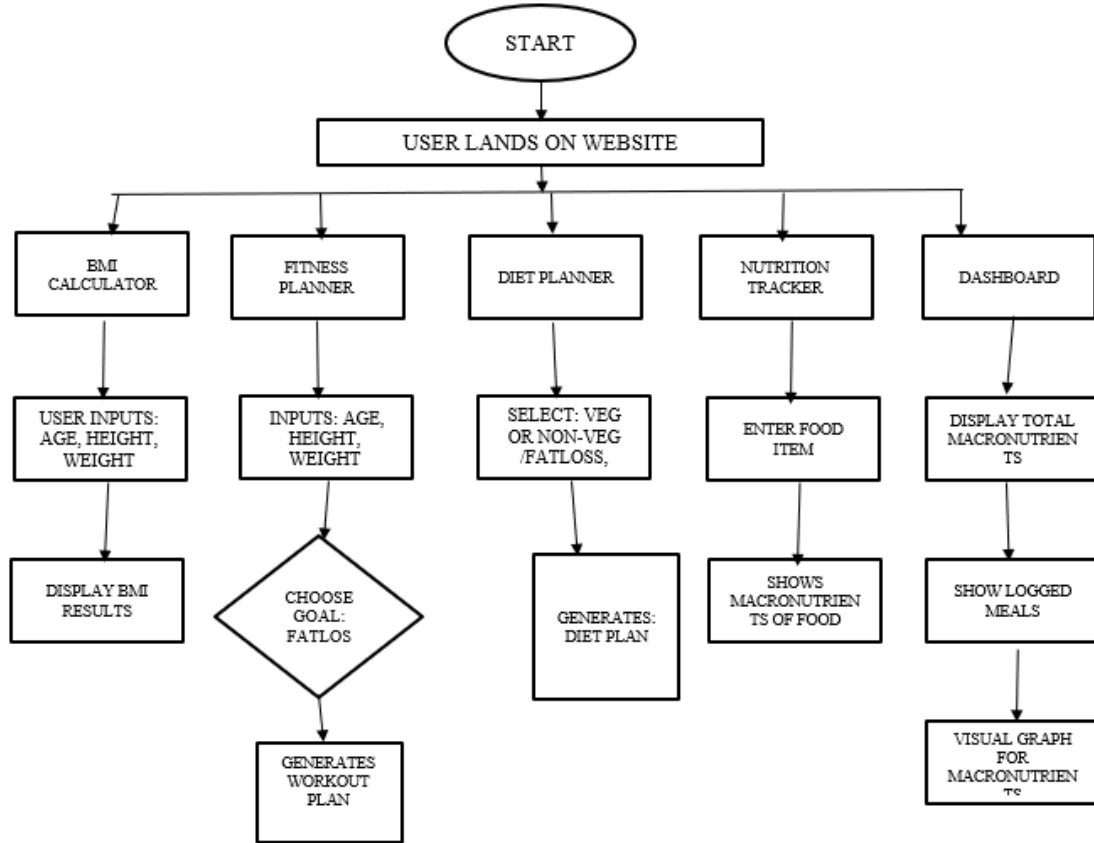 START
USER LANDS ON WEBSITE
BMI
CALCULATOR
FITNESS
PLANNER
DIET PLANNER
NUTRITION
TRACKER
DASHBOARD
USER INPUTS:
AGE, HEIGHT,
WEIGHT
INPUTS: AGE,
HEIGHT,
WEIGHT
SELECT: VEG
OR NON-VEG
/FATLOSS,
ENTER FOOD
ITEM
DISPLAY TOTAL
MACRONUTRIEN
TS
DISPLAY BMI
RESULTS
CHOOSE
GOAL:
FATLOS
GENERATES:
DIET PLAN
SHOWS
MACRONUTRIEN
TS OF FOOD
SHOW LOGGED
MEALS
GENERATES
WORKOUT
PLAN
VISUAL GRAPH
FOR
MACRONUTRIEN
TS